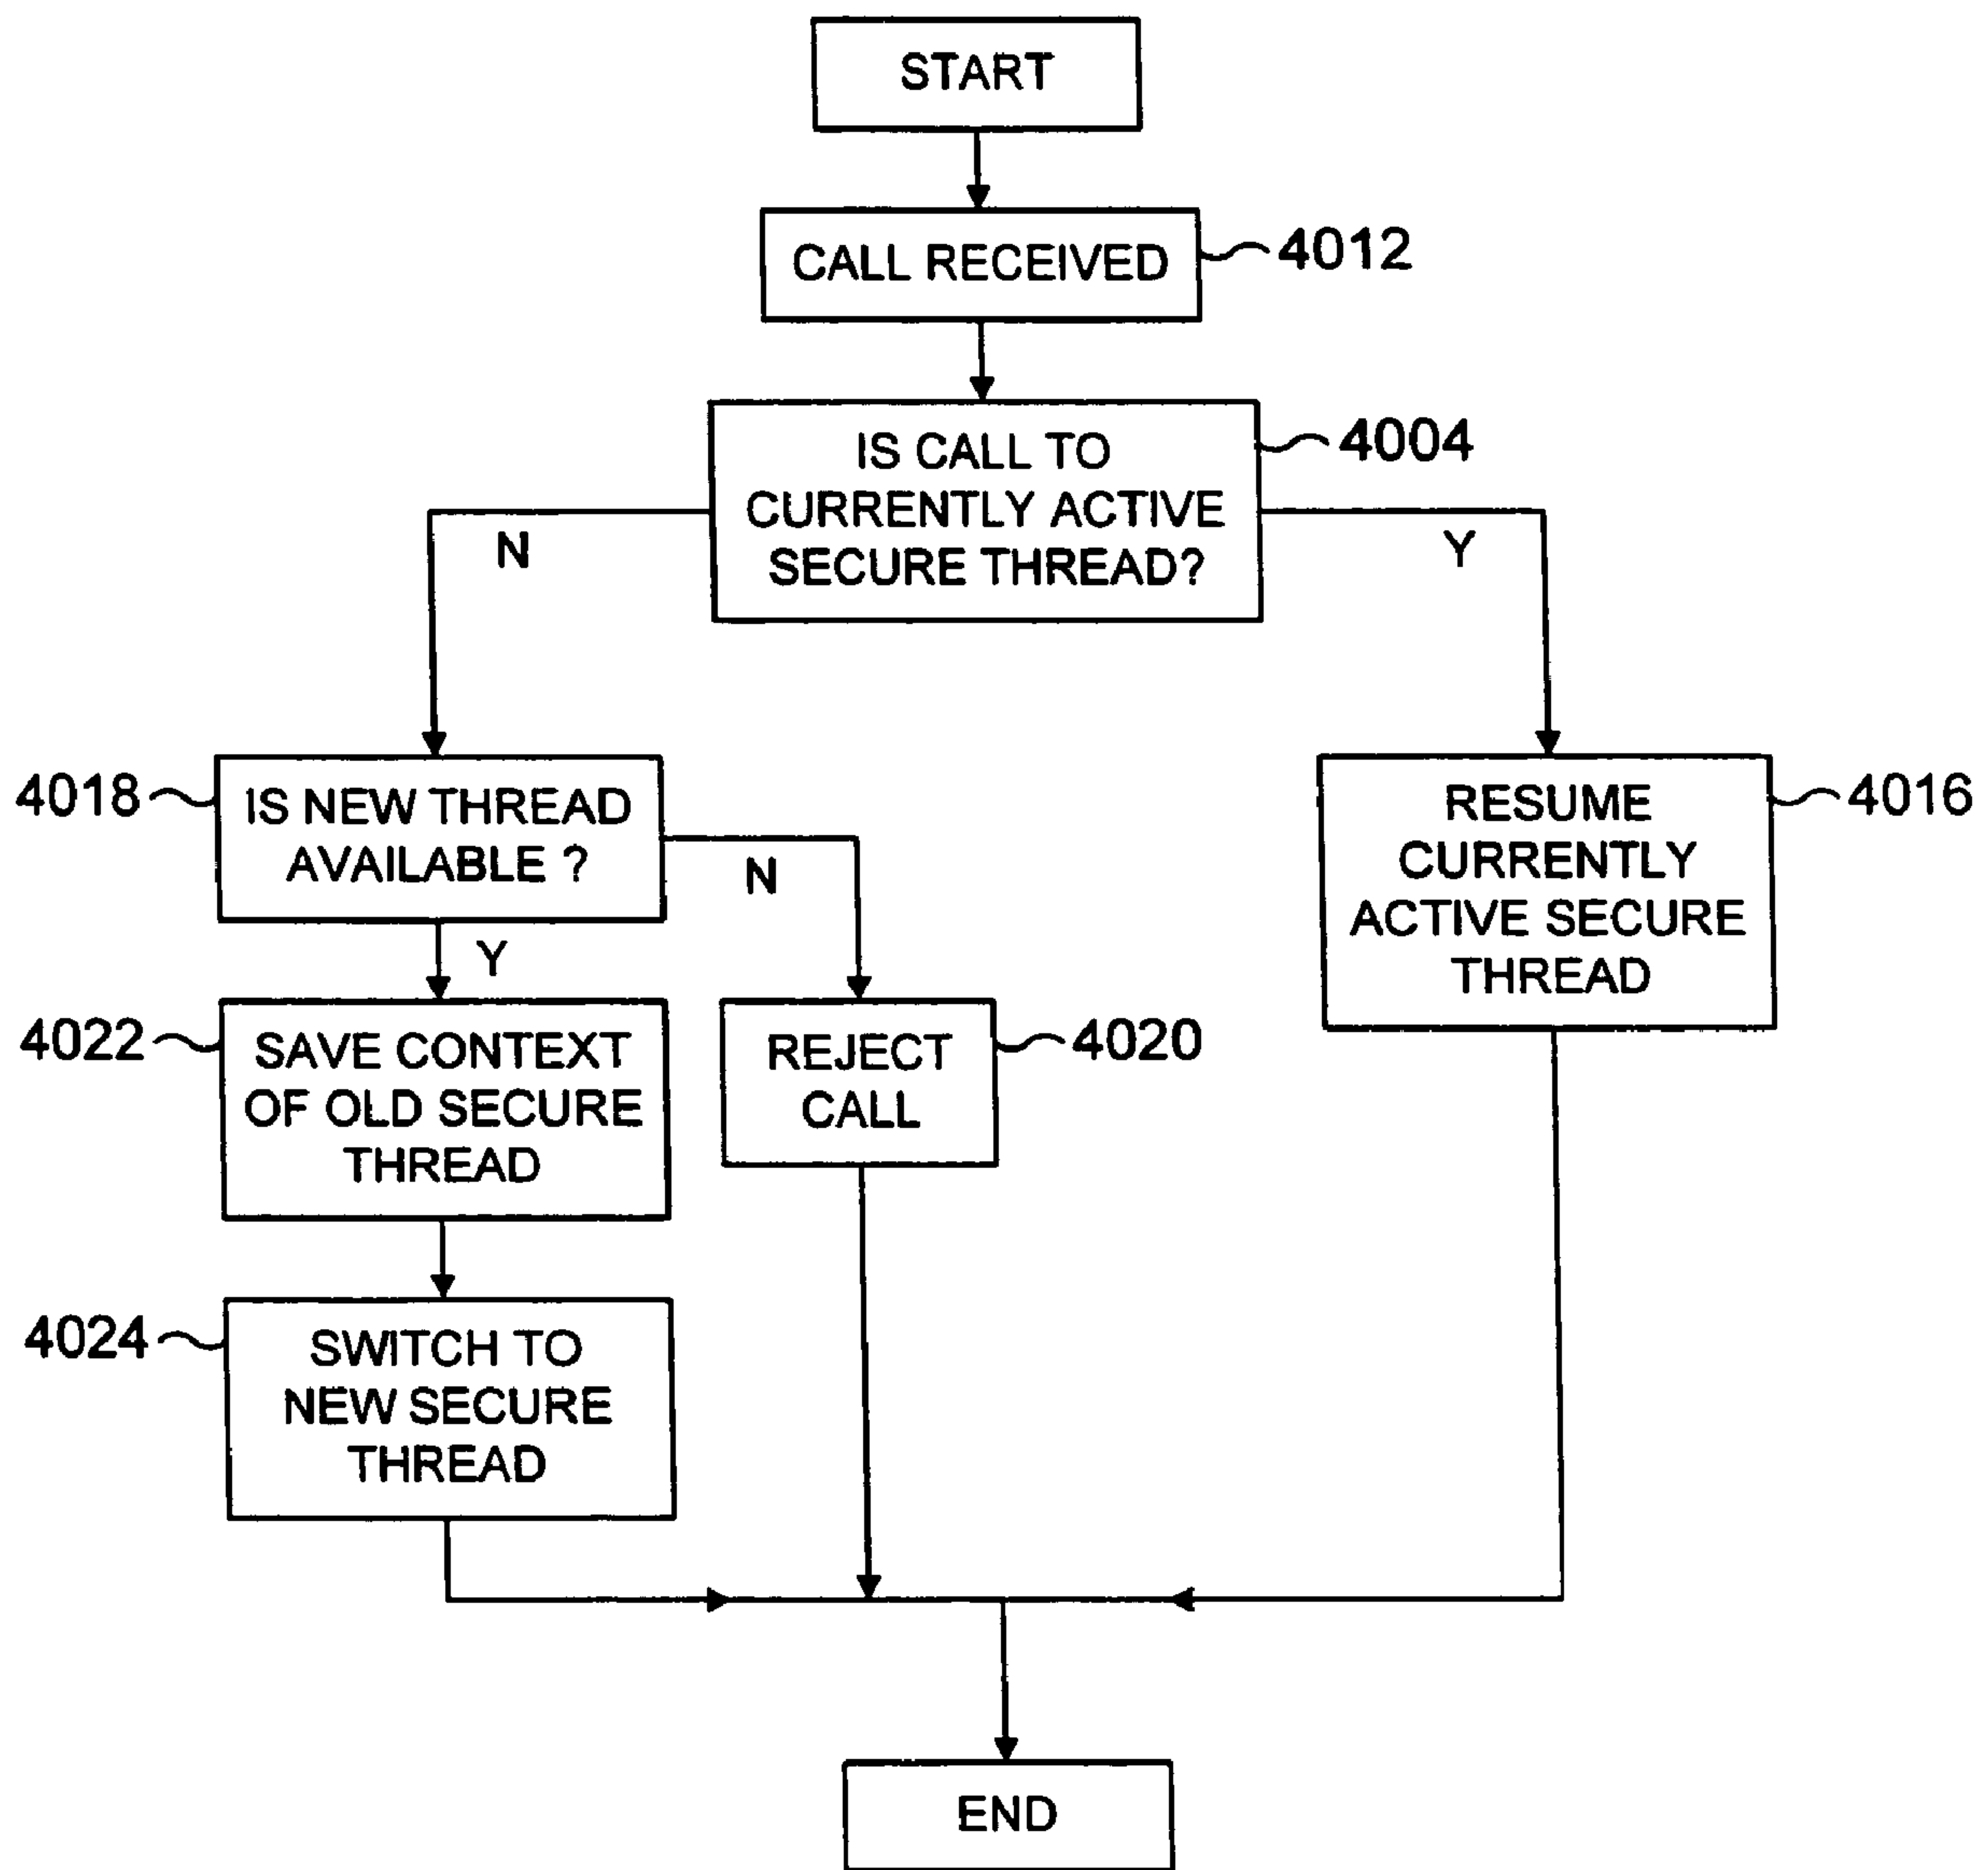 START
CALL RECEIVED
4012
IS CALL TO
CURRENTLY ACTIVE
SECURE THREAD?
4004
N
Y
4018
IS NEW THREAD
AVAILABLE ?
N
Y
RESUME
CURRENTLY
ACTIVE SECURE
THREAD
4016
4022
SAVE CONTEXT
OF OLD SECURE
THREAD
REJECT
CALL
4020
4024
SWITCH TO
NEW SECURE
THREAD
END